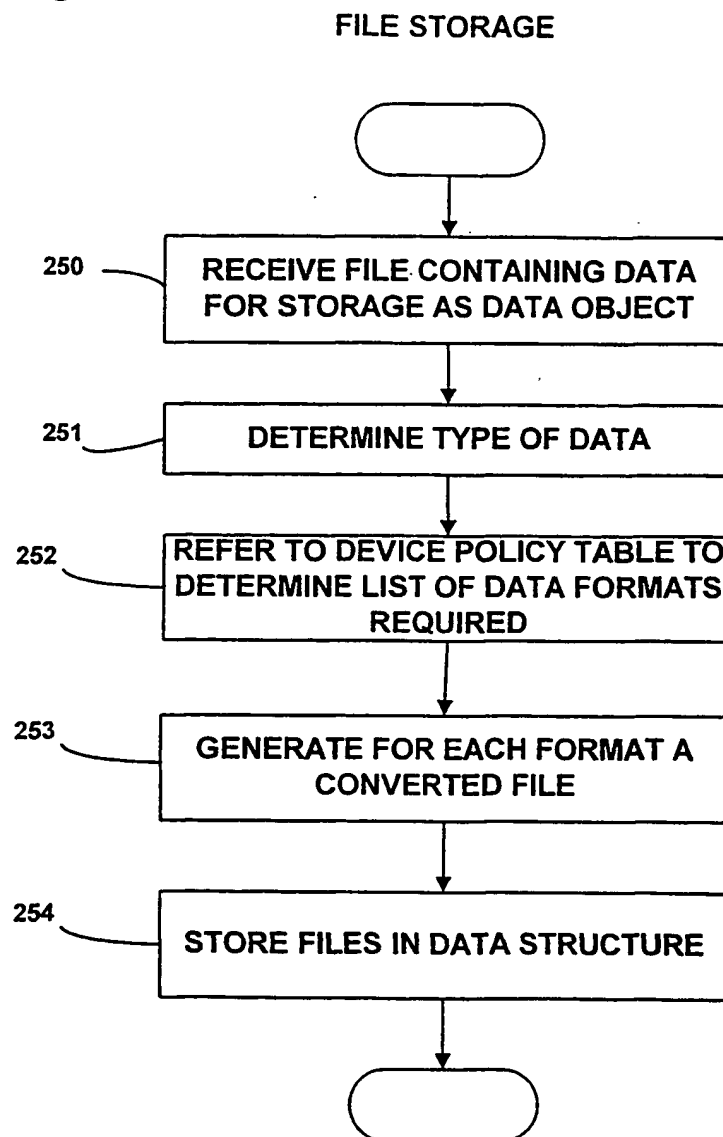 FILE STORAGE
250
RECEIVE FILE CONTAINING DATA
FOR STORAGE AS DATA OBJECT
251
DETERMINE TYPE OF DATA
252
REFER TO DEVICE POLICY TABLE TO
DETERMINE LIST OF DATA FORMATS
REQUIRED
253
GENERATE FOR EACH FORMAT A
CONVERTED FILE
254
STORE FILES IN DATA STRUCTURE